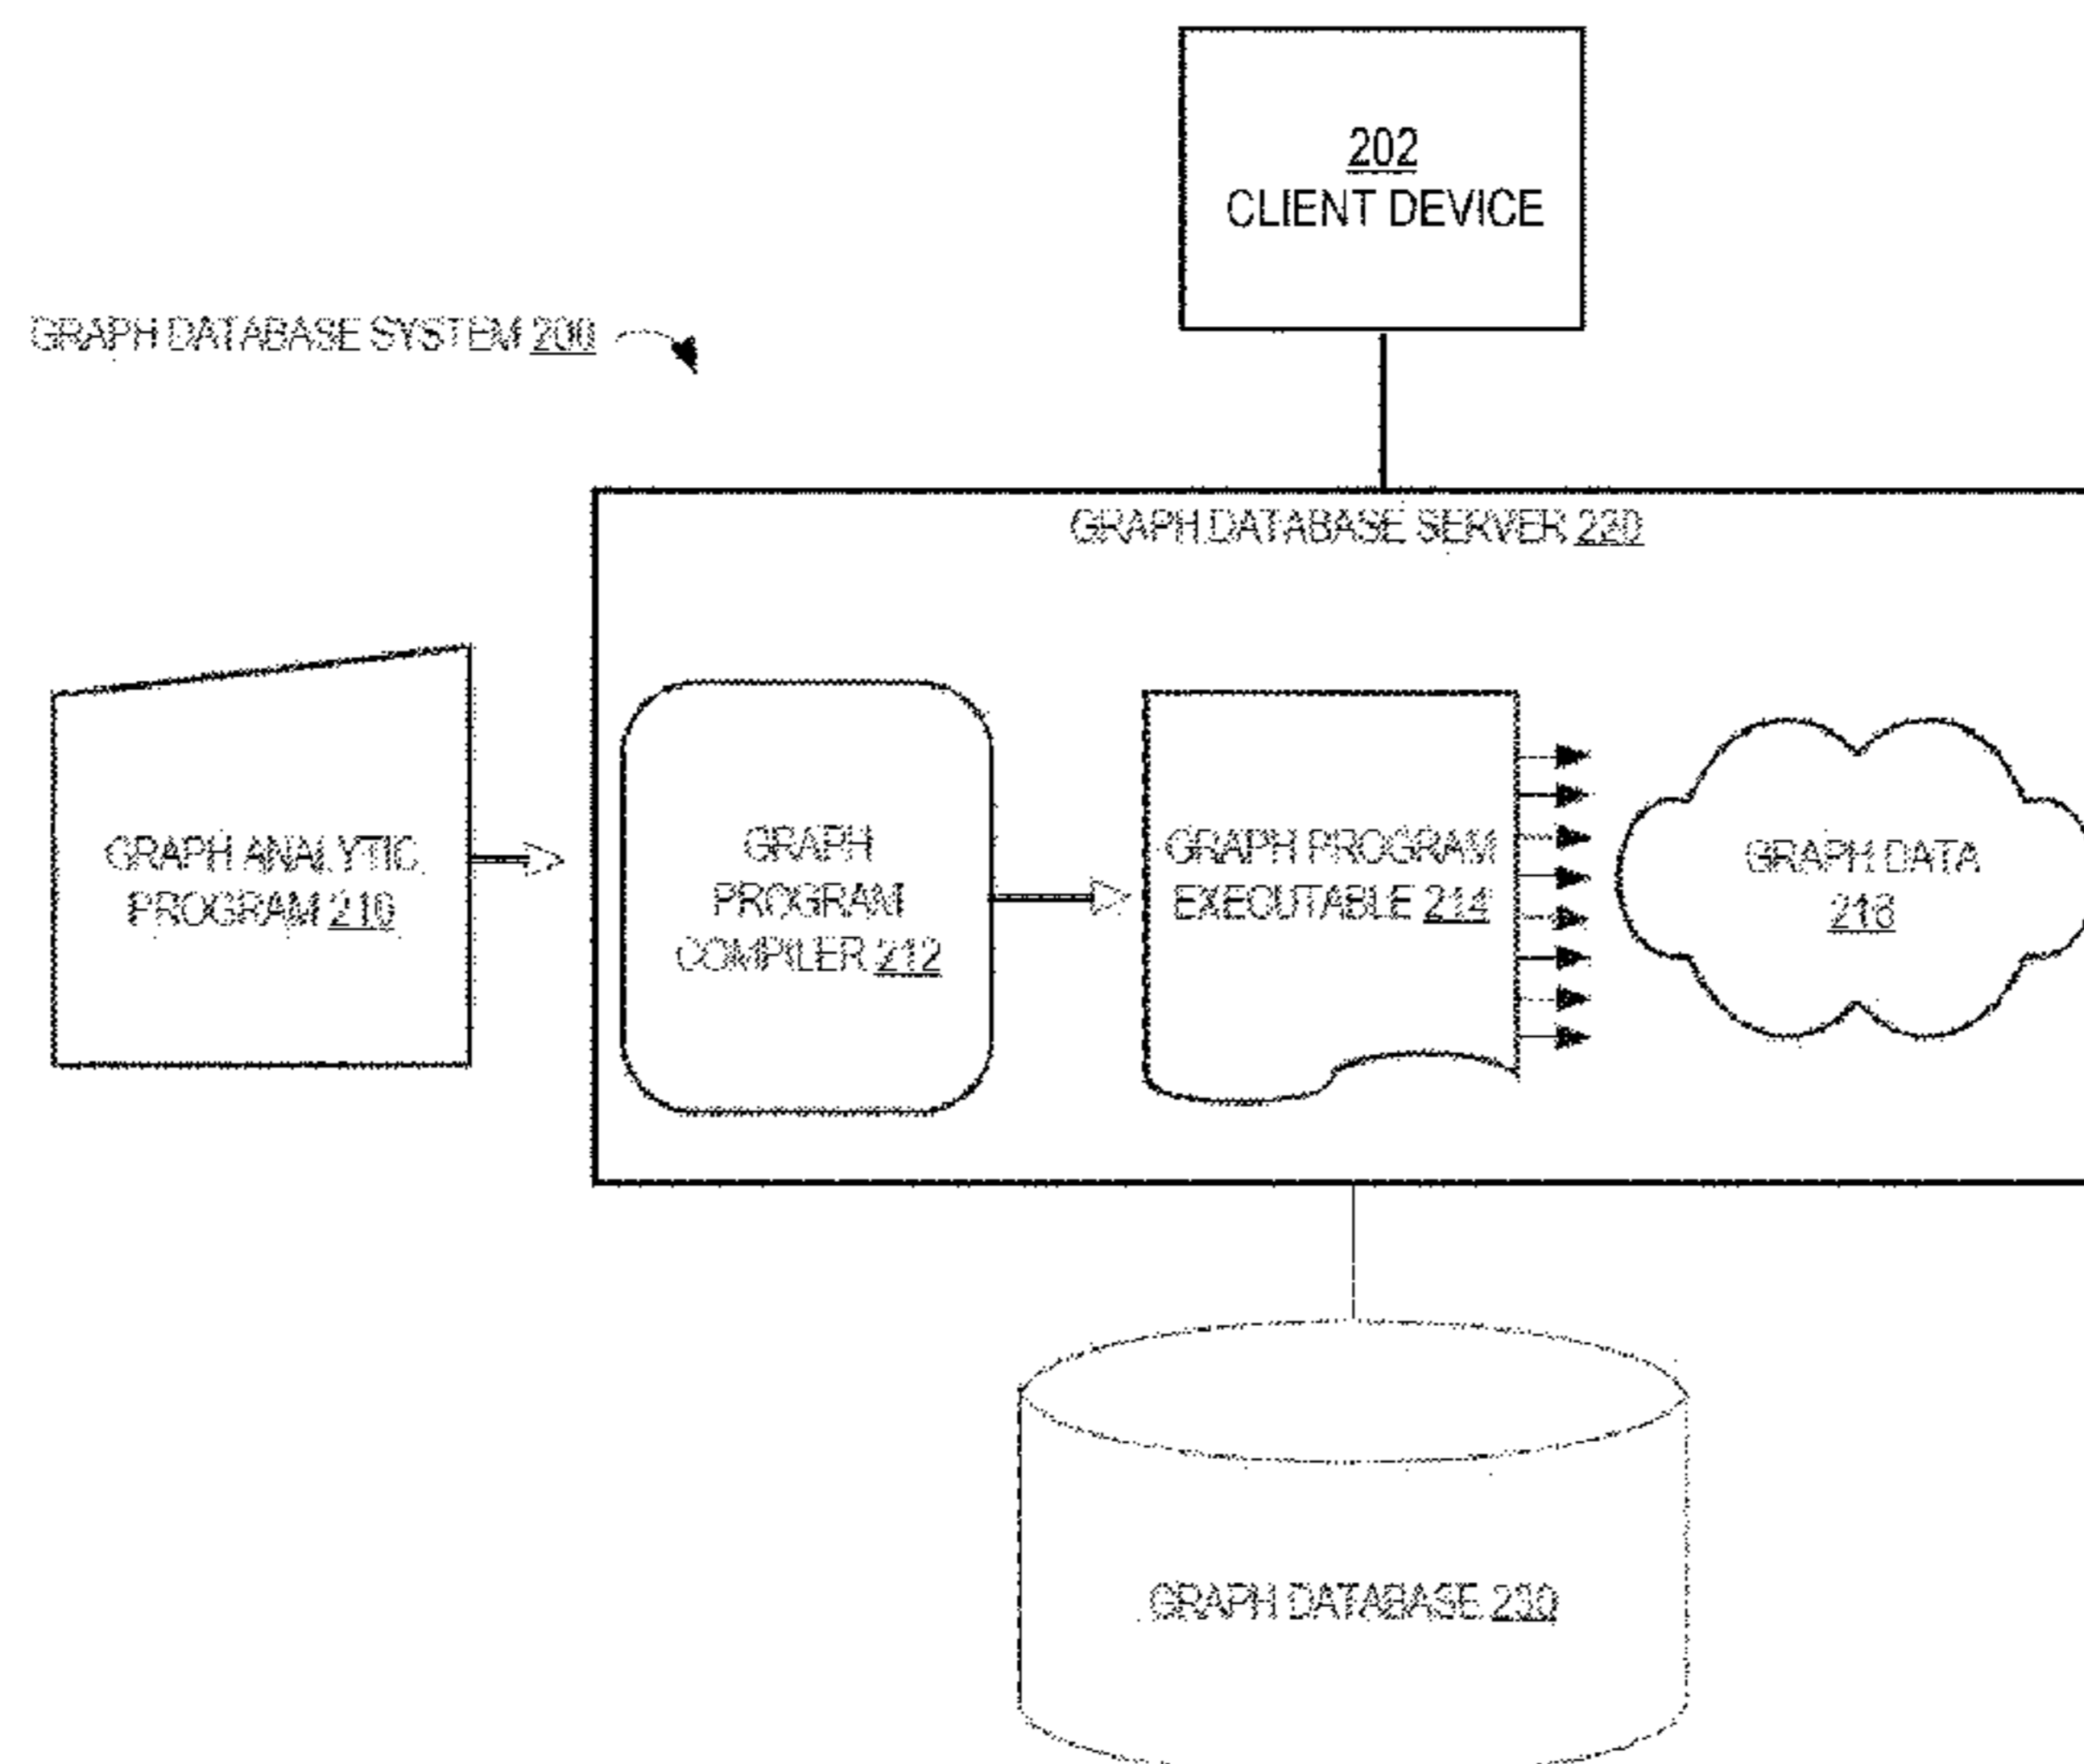 202
CLIENT DEVICE
GRAPH DATABASE SYSTEM 200
GRAPH DATABASE SERVER 220
GRAPH ANALYTIC
PROGRAM 210
GRAPH
PROGRAM
COMPILER 212
GRAPH PROGRAM
EXECUTABLE 214
GRAPH DATA
216
GRAPH DATABASE 230